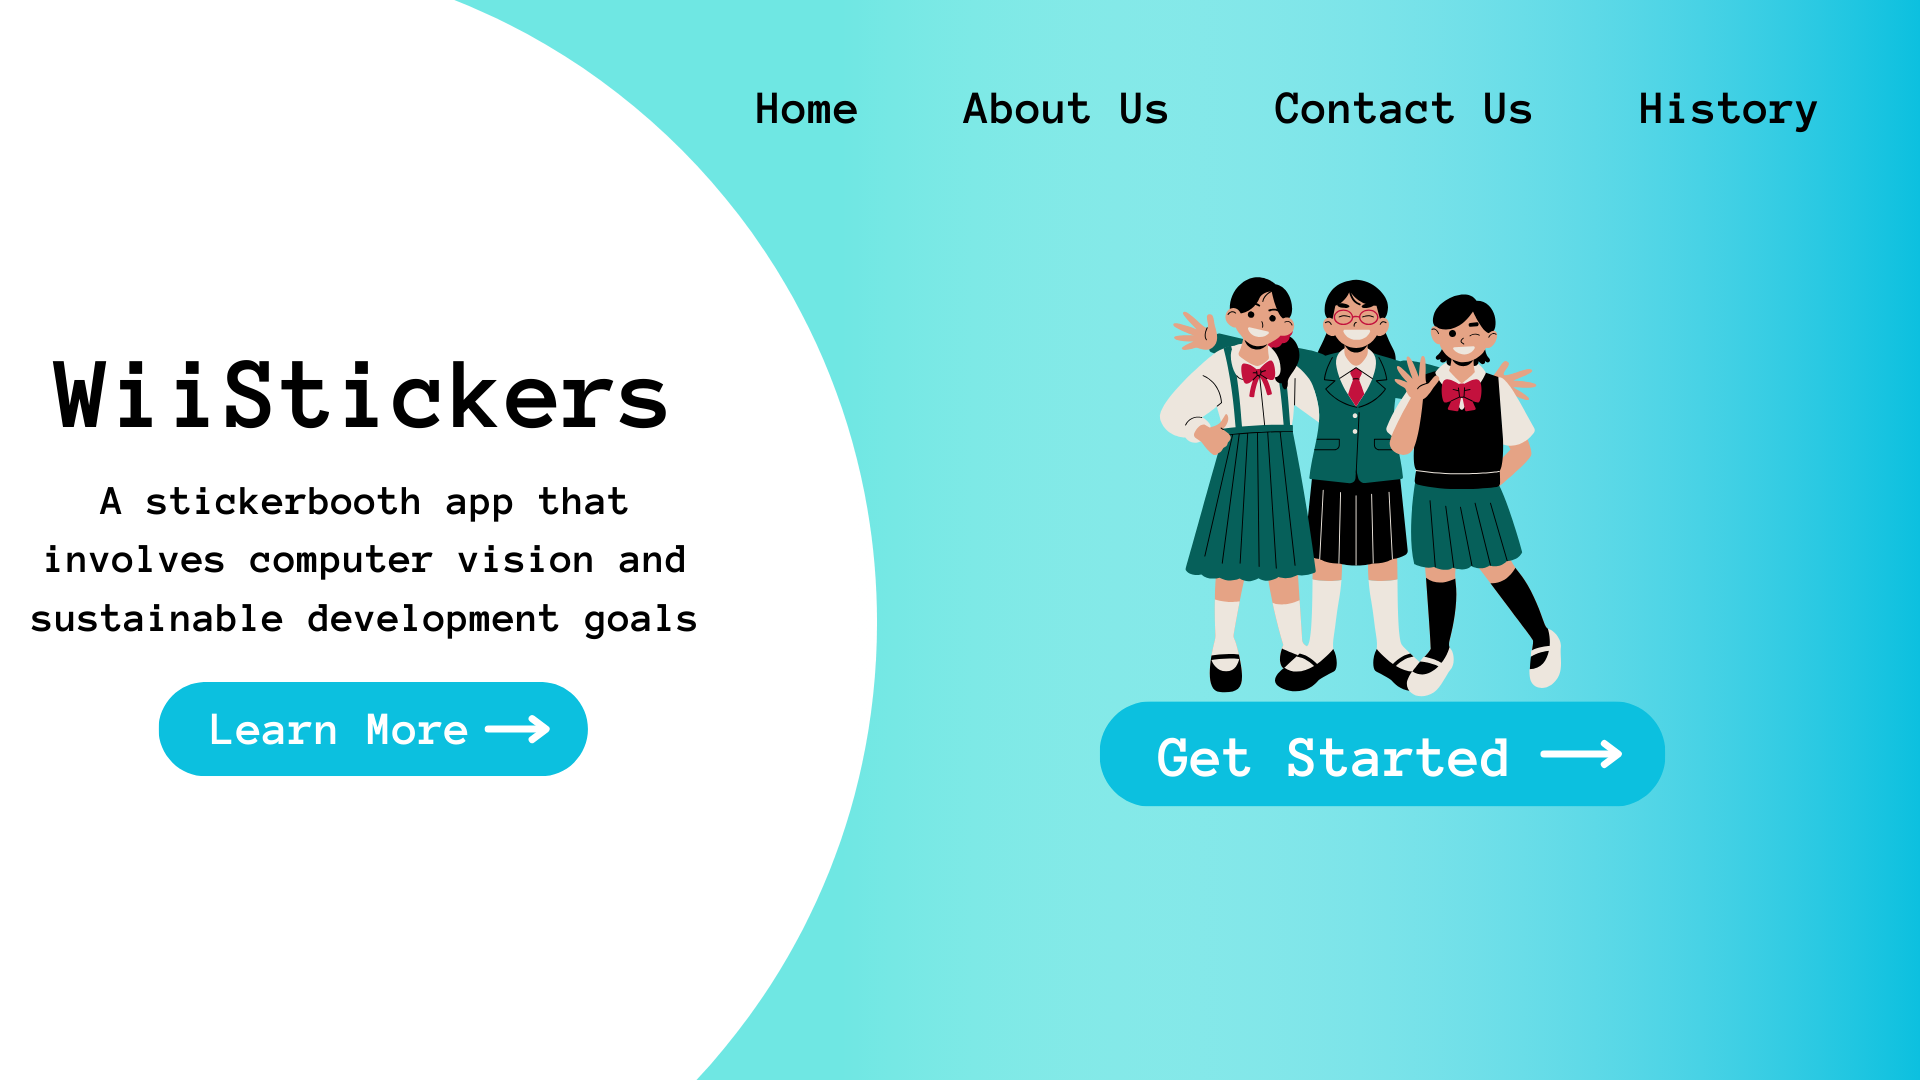 Home About Us Contact Us History
WiiStickers
A stickerbooth app that
involves computer vision and
sustainable development goals
Learn More
Get Started